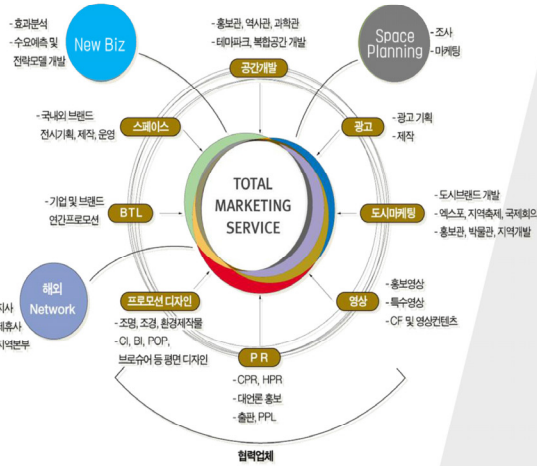 New Biz
- 효과분석
- 수요예측 및
전략모델 개발
- 홍보관, 역사관, 과학관
- 테마파크, 복합공간 개발
공간개발
Space
Planning
- 조사
- 마케팅
스페이스
- 국내외 브랜드
전시기획, 제작, 운영
광고
- 광고 기획
- 제작
TOTAL
MARKETING
SERVICE
BTL
- 기업 및 브랜드
연간프로모션
도시마케팅
- 도시브랜드 개발
- 엑스포, 지역축제, 국제회의
- 홍보관, 박물관, 지역개발
해외
Network
지사
제휴사
지역본부
프로모션 디자인
- 조명, 조경, 환경제작물
- CI, BI, POP,
브로슈어 등 평면 디자인
영상
- 홍보영상
- 특수영상
- CF 및 영상컨텐츠
P R
- CPR, HPR
- 대언론 홍보
- 출판, PPL
협력업체